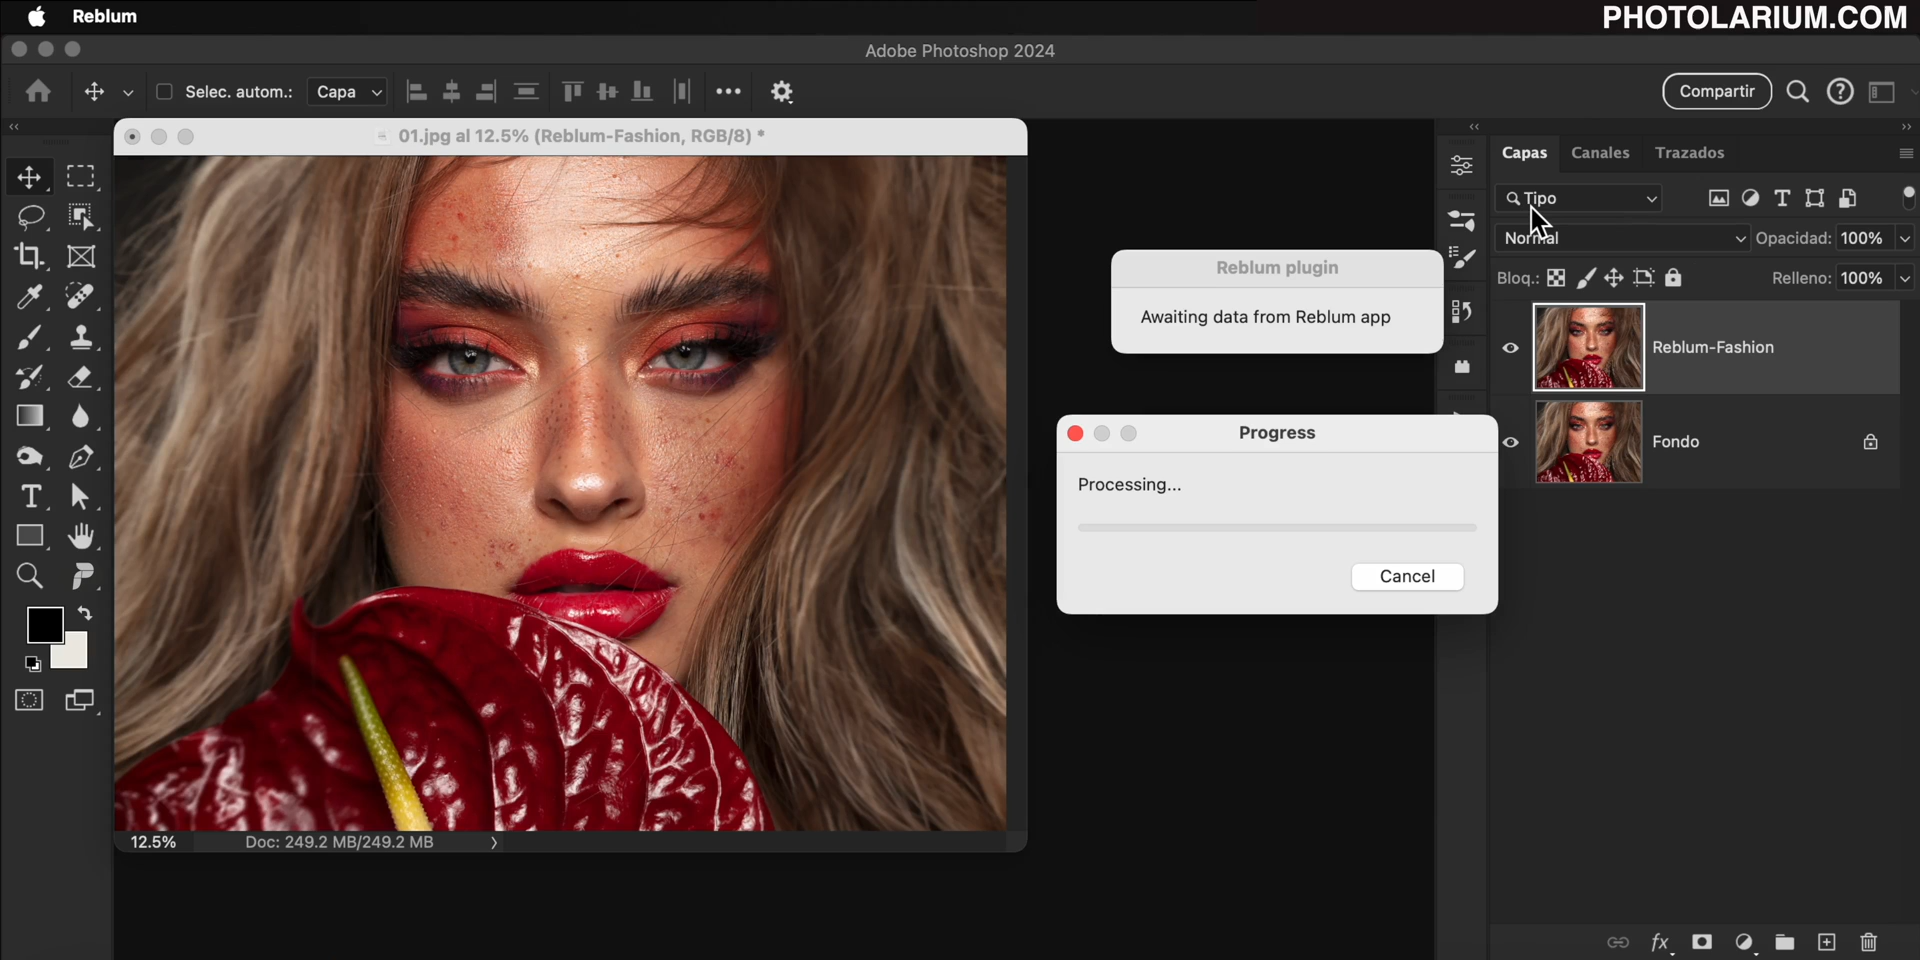 Reblum
PHOTOLARIUM.COM
Adobe Photoshop 2024
Selec. autom.: Capa
Compartir
01.jpg al 12.5% (Reblum-Fashion, RGB/8) *
Capas Canales Trazados
Tipo
Normal Opacidad: 100%
Bloq.: Relleno: 100%
Reblum plugin
Awaiting data from Reblum app
Reblum-Fashion
Progress
Fondo
Processing...
Cancel
12.5% Doc: 249.2 MB/249.2 MB
fx